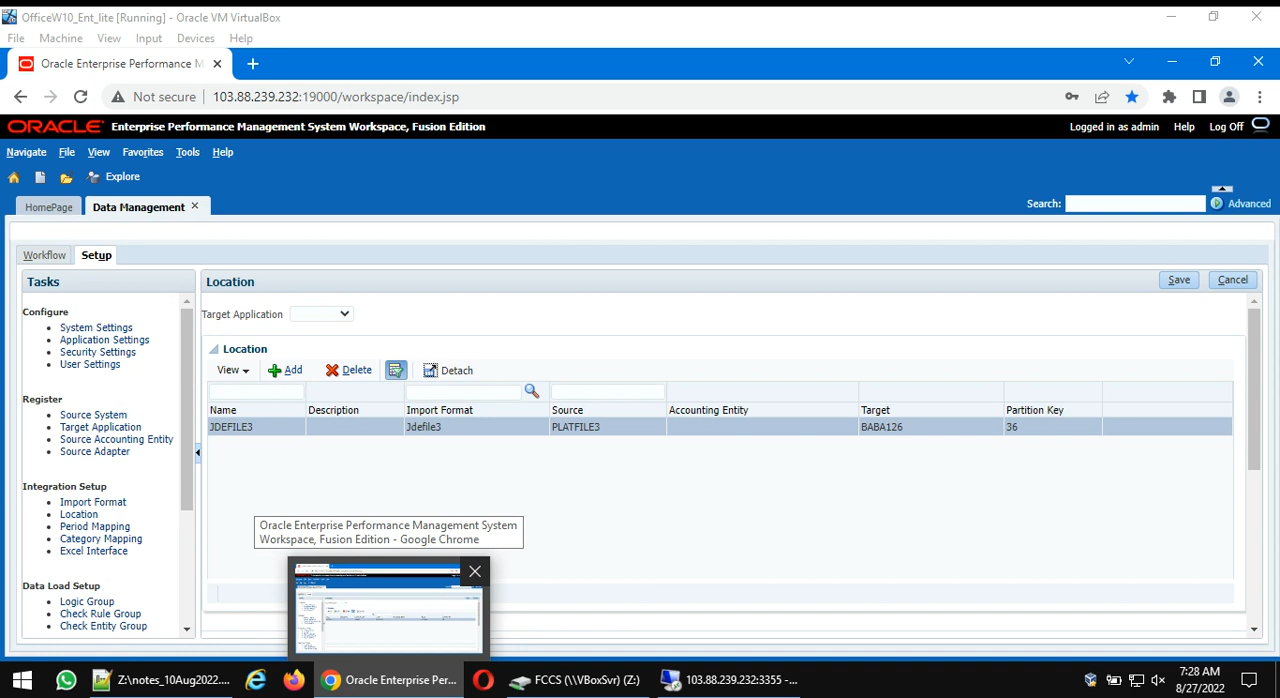 OfficeW10_Ent_lite [Running] - Oracle VM VirtualBox
File Machine View Input Devices Help
Oracle Enterprise Performance M
Not secure 103.88.239.232:19000/workspace/index.jsp
ORACLE Enterprise Performance Management System Workspace, Fusion Edition Logged in as admin Help Log Off
Navigate File View Favorites Tools Help
Explore
HomePage Data Management Search: Advanced
Workflow Setup
Tasks Location Save Cancel
Configure
System Settings
Application Settings
Security Settings
User Settings
Register
Source System
Target Application
Source Accounting Entity
Source Adapter
Integration Setup
Import Format
Location
Period Mapping
Category Mapping
Excel Interface
Data Load Setup
Logic Group
Check Rule Group
Check Entity Group
Target Application
Location
View Add Delete Detach
Name Description Import Format Source Accounting Entity Target Partition Key
JDEFILE3 Jdefile3 PLATFILE3 BABA126 36
Oracle Enterprise Performance Management System
Workspace, Fusion Edition - Google Chrome
Z:\notes_10Aug2022.... Oracle Enterprise Per... FCCS (\\VBoxSvr) (Z:) 103.88.239.232:3355 -...
7:28 AM
8/27/2022